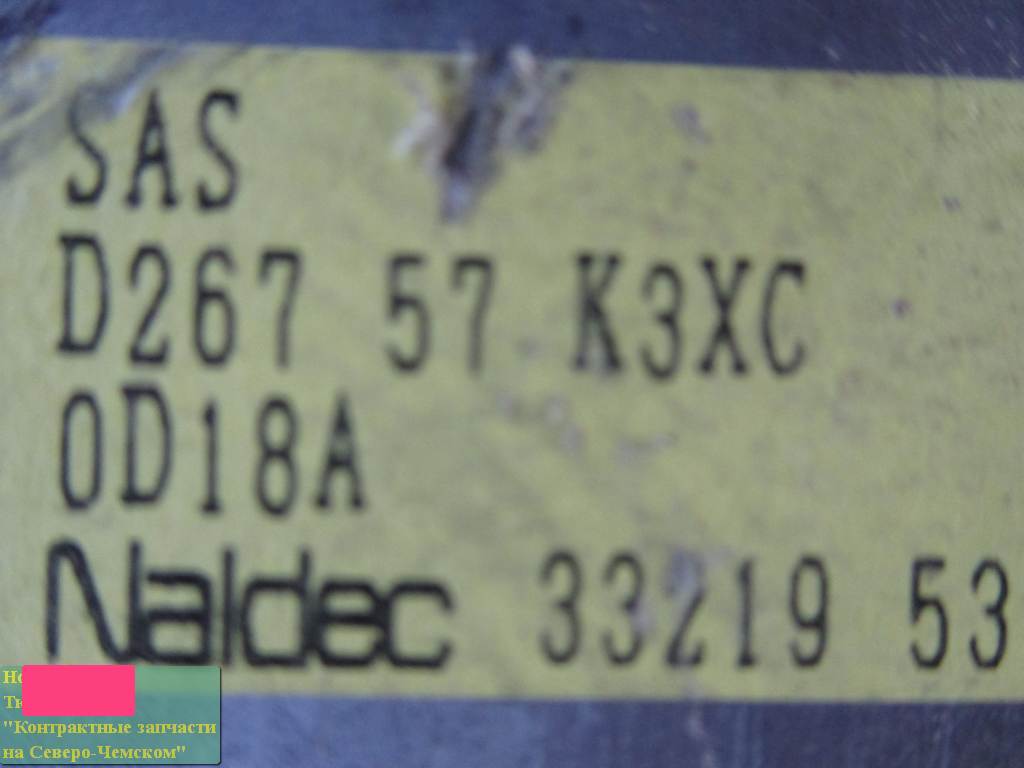 SAS
D267 57 K3XC
0D18A
Naldec 33219 53
"Контрактные запчасти
на Северо-Чемском"